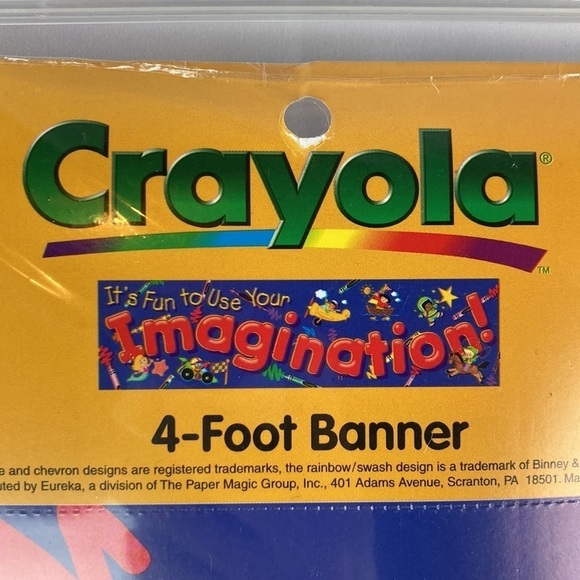 Crayola®
TM
It's Fun to Use Your
Imagination!
4-Foot Banner
e and chevron designs are registered trademarks, the rainbow/swash design is a trademark of Binney &
uted by Eureka, a division of The Paper Magic Group, Inc., 401 Adams Avenue, Scranton, PA 18501. Ma